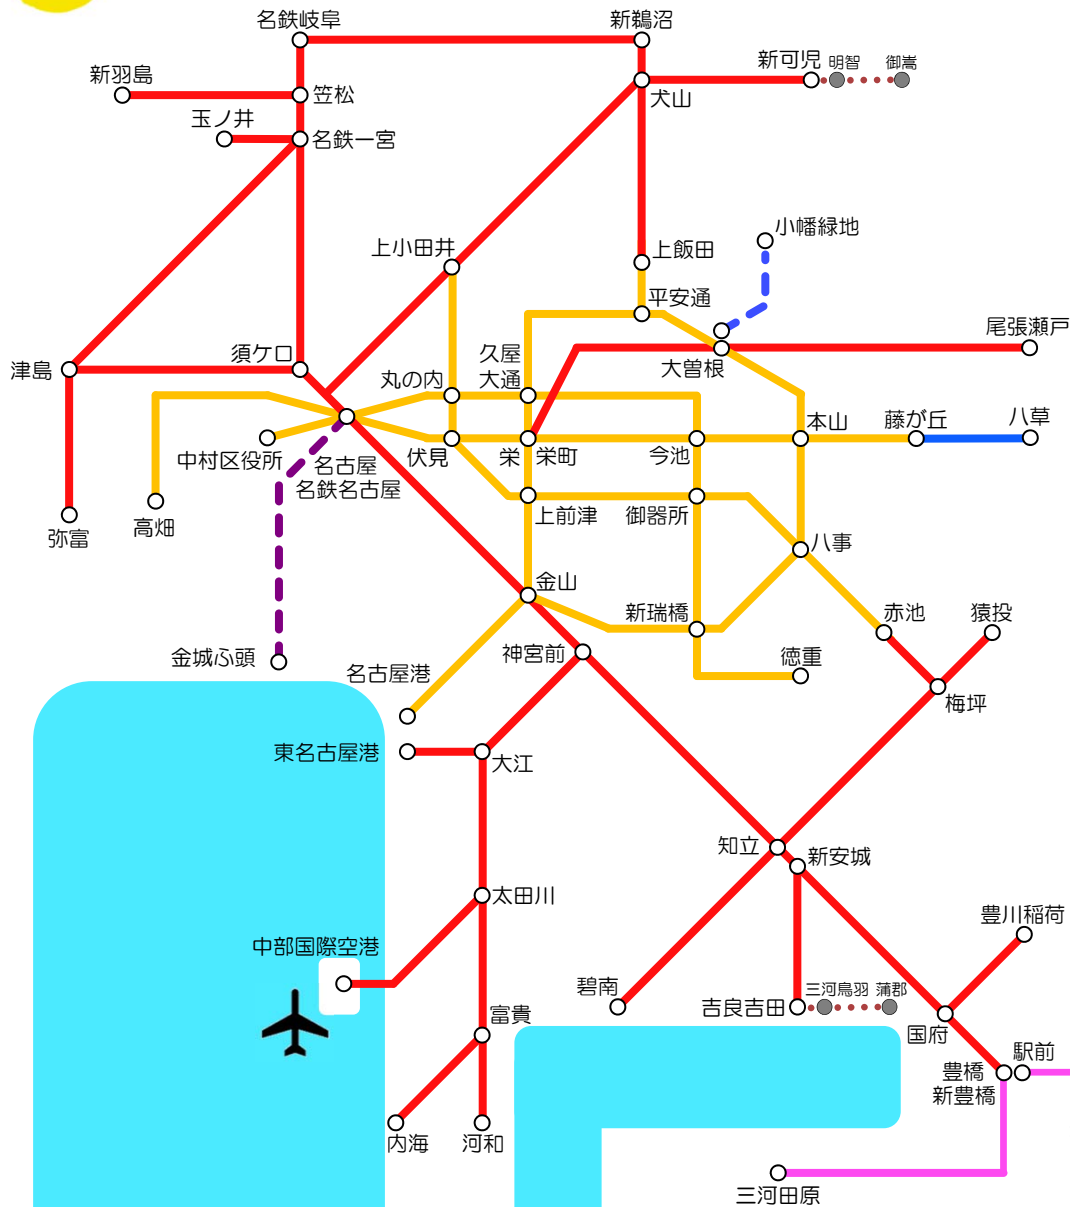 名鉄岐阜
新鵜沼
新可児
明智
御嵩
新羽島
笠松
犬山
玉ノ井
名鉄一宮
小幡緑地
上小田井
上飯田
平安通
尾張瀬戸
津島
須ケ口
久屋
大通
丸の内
大曽根
中村区役所
名古屋
名鉄名古屋
伏見
栄
栄町
今池
本山
藤が丘
八草
弥富
高畑
上前津
御器所
八事
金山
新瑞橋
赤池
猿投
金城ふ頭
名古屋港
神宮前
徳重
梅坪
東名古屋港
大江
知立
新安城
太田川
豊川稲荷
中部国際空港
碧南
吉良吉田
三河鳥羽
蒲郡
富貴
国府
豊橋
新豊橋
駅前
内海
河和
三河田原